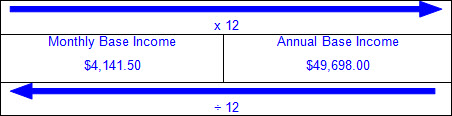 x 12
Monthly Base Income Annual Base Income
$4,141.50 $49,698.00
÷ 12